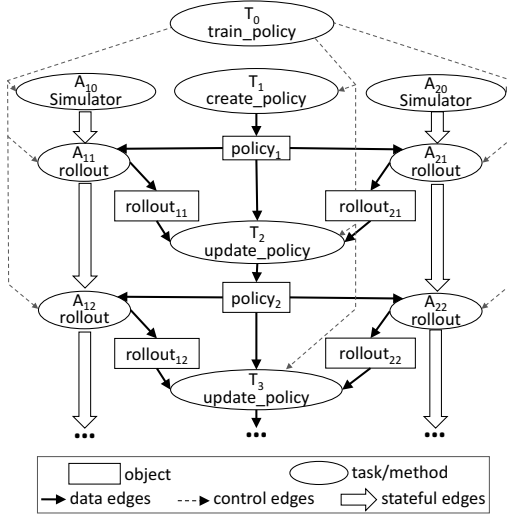 T₀
train_policy
A₁₀
Simulator
T₁
create_policy
A₂₀
Simulator
A₁₁
rollout
policy₁
A₂₁
rollout
rollout₁₁
rollout₂₁
T₂
update_policy
A₁₂
rollout
policy₂
A₂₂
rollout
rollout₁₂
rollout₂₂
T₃
update_policy
••• ••• •••
object
task/method
data edges
control edges
stateful edges